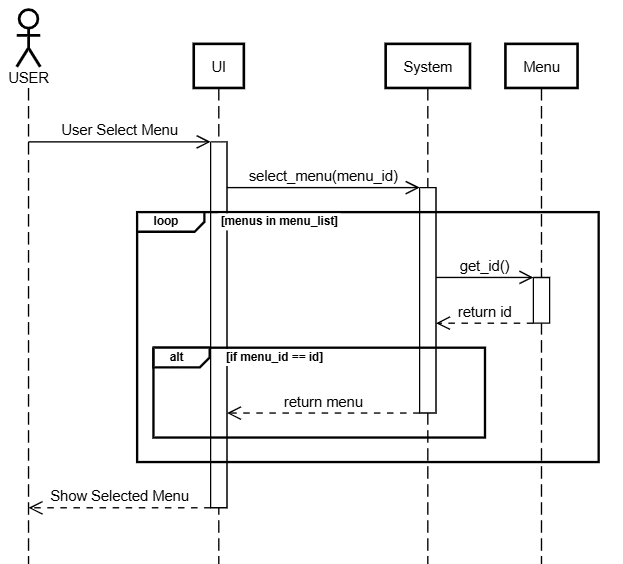 USER
UI
System
Menu
User Select Menu
select_menu(menu_id)
loop
[menus in menu_list]
get_id()
return id
alt
[if menu_id == id]
return menu
Show Selected Menu